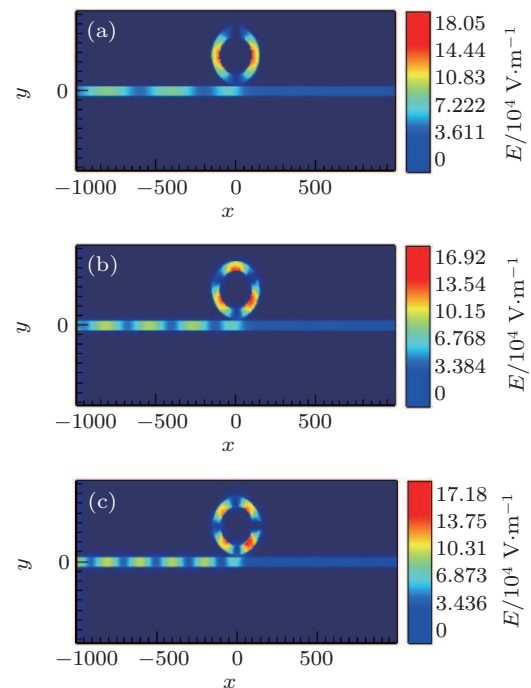 (a)
y
0
−1000 −500 0 500
x
18.05
14.44
10.83
7.222
3.611
0
E/10⁴ V·m⁻¹
(b)
y
0
−1000 −500 0 500
x
16.92
13.54
10.15
6.768
3.384
0
E/10⁴ V·m⁻¹
(c)
y
0
−1000 −500 0 500
x
17.18
13.75
10.31
6.873
3.436
0
E/10⁴ V·m⁻¹